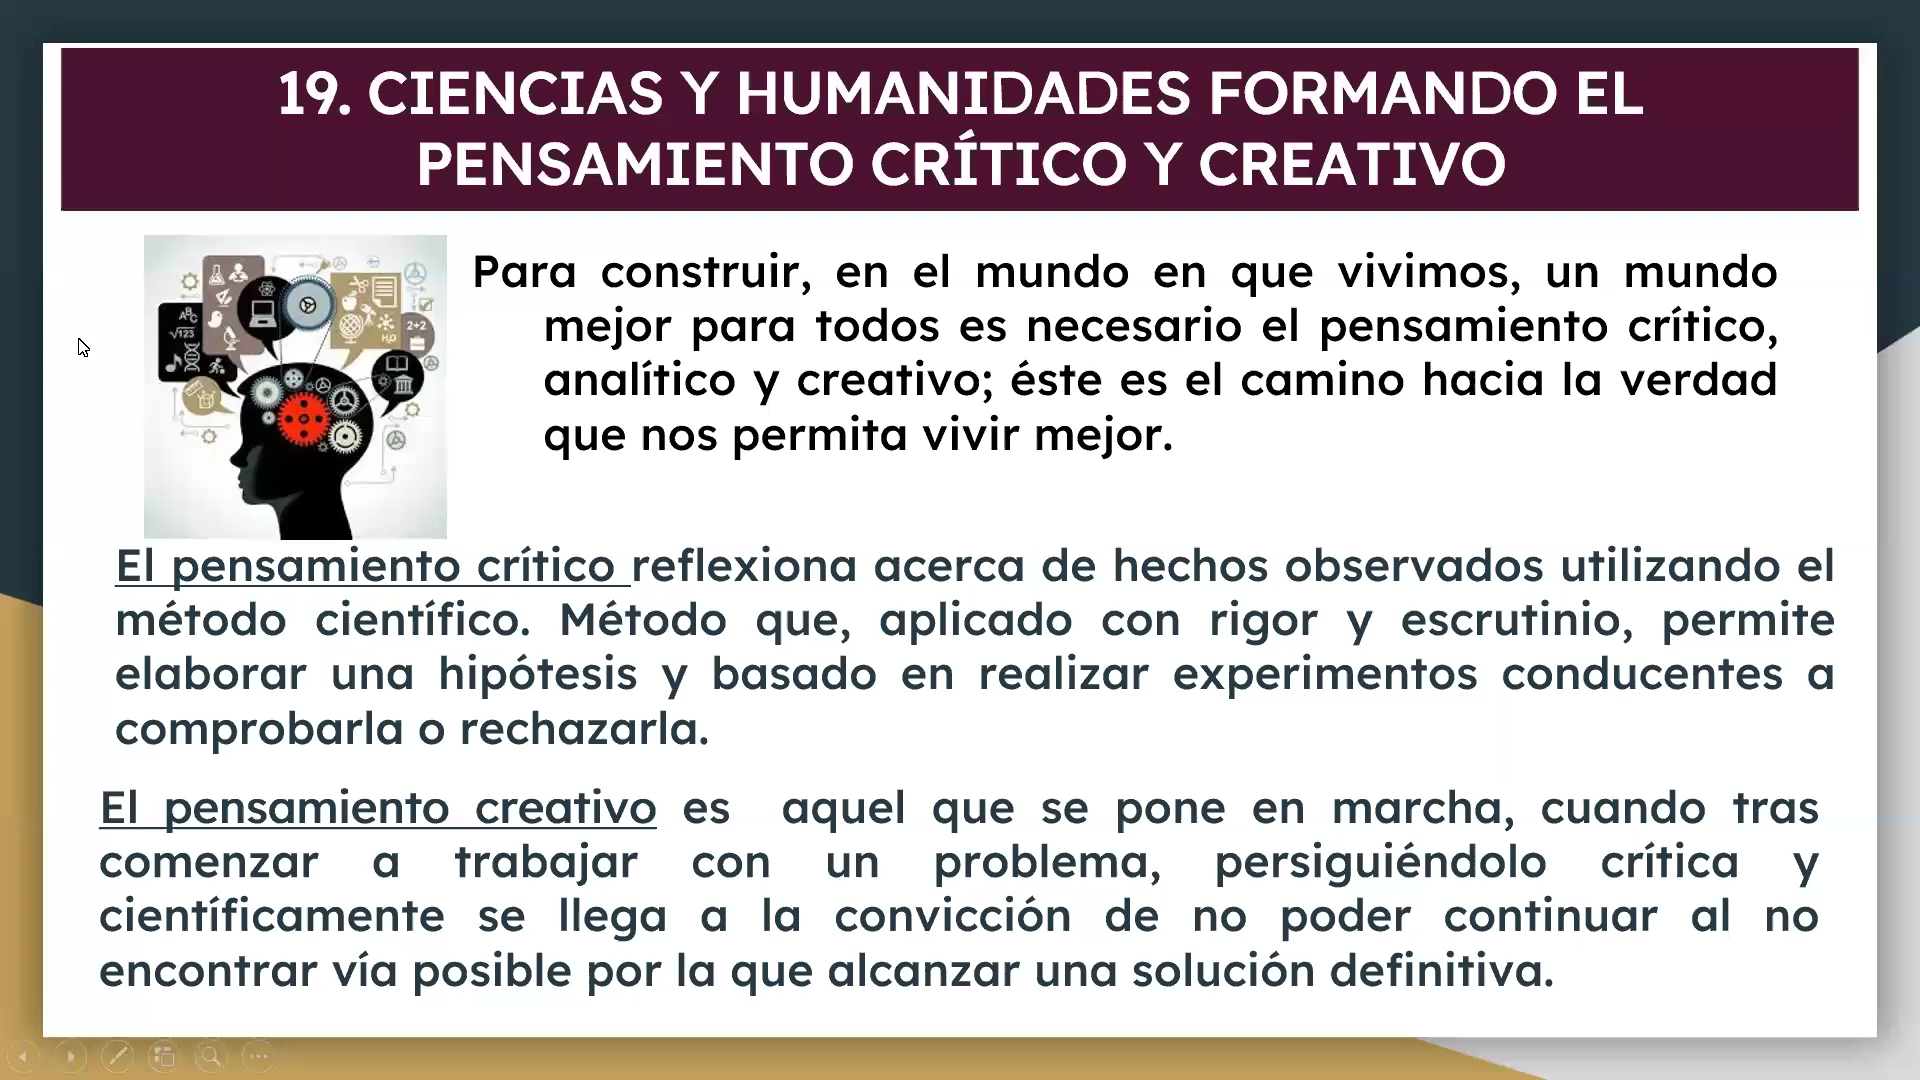 19. CIENCIAS Y HUMANIDADES FORMANDO EL
PENSAMIENTO CRÍTICO Y CREATIVO
ABC
√123
2+2
H₂O
Para construir, en el mundo en que vivimos, un mundo
mejor para todos es necesario el pensamiento crítico,
analítico y creativo; éste es el camino hacia la verdad
que nos permita vivir mejor.
El pensamiento crítico reflexiona acerca de hechos observados utilizando el
método científico. Método que, aplicado con rigor y escrutinio, permite
elaborar una hipótesis y basado en realizar experimentos conducentes a
comprobarla o rechazarla.
El pensamiento creativo es aquel que se pone en marcha, cuando tras
comenzar a trabajar con un problema, persiguiéndolo crítica y
científicamente se llega a la convicción de no poder continuar al no
encontrar vía posible por la que alcanzar una solución definitiva.